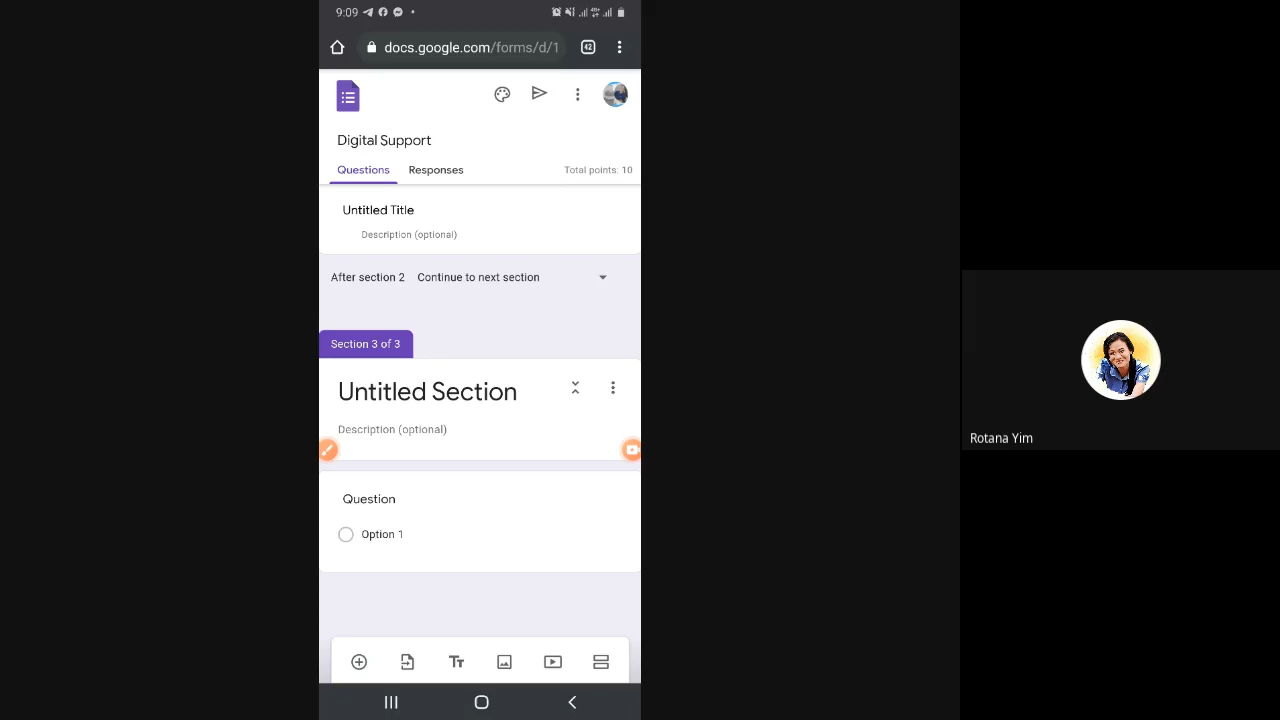 9:09
docs.google.com/forms/d/1
42
Digital Support
Questions
Responses
Total points: 10
Untitled Title
Description (optional)
After section 2
Continue to next section
Section 3 of 3
Untitled Section
Description (optional)
Question
Option 1
Rotana Yim